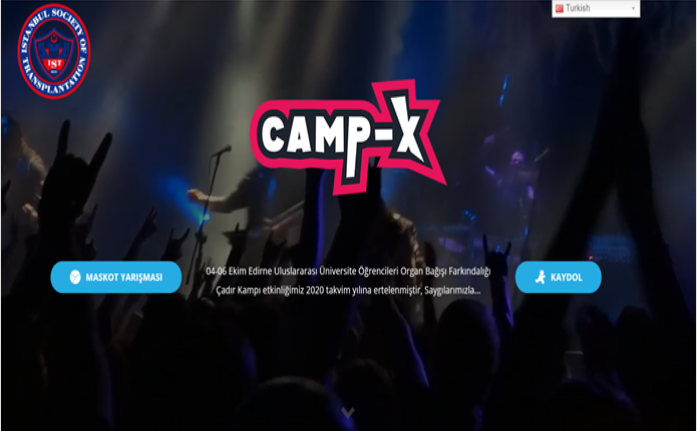 Turkish
ISTANBUL SOCIETY OF
TRANSPLANTATION
IST
CAMP-X
MASKOT YARIŞMASI
04-06 Ekim Edirne Uluslararası Üniversite Öğrencileri Organ Bağışı Farkındalığı
Çadır Kampı etkinliğimiz 2020 takvim yılına ertelenmiştir, Saygılarımızla...
KAYDOL